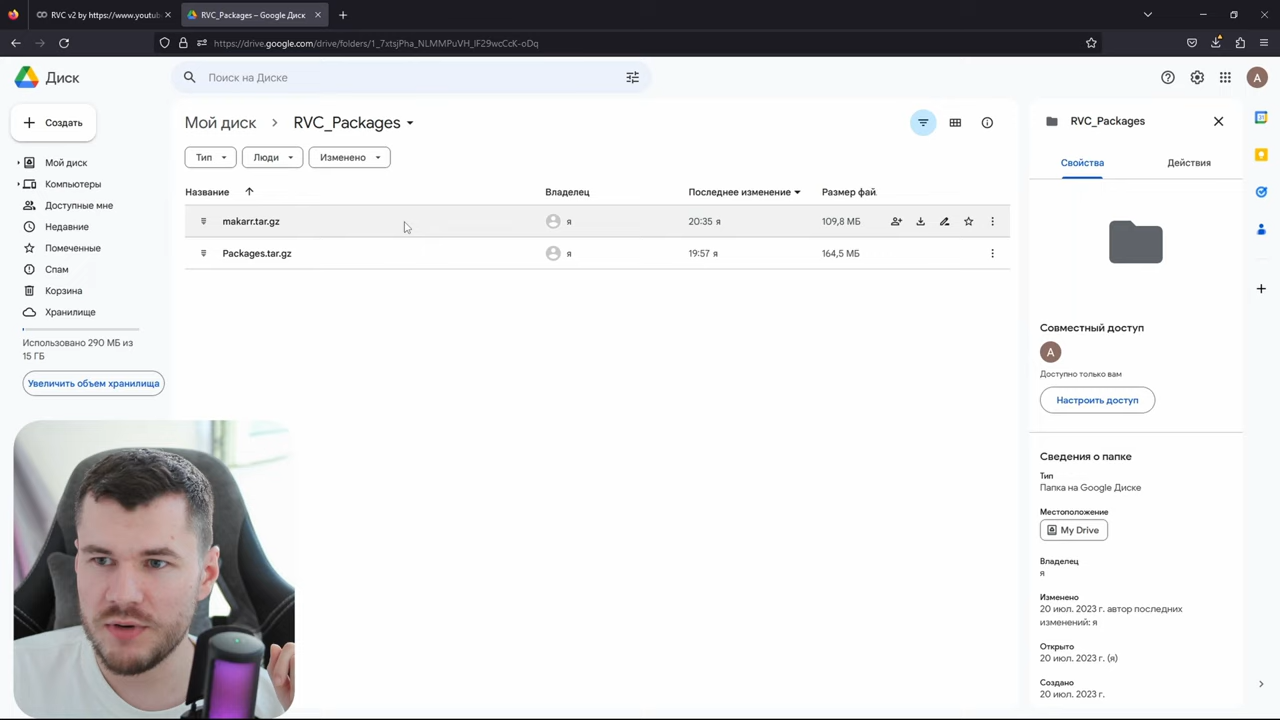 RVC v2 by https://www.youtub
RVC_Packages – Google Диск
https://drive.google.com/drive/folders/1_7xtsjPha_NLMMPuVH_IF29wcCcK-oDq
Диск
Поиск на Диске
A
Создать
Мой диск
Компьютеры
Доступные мне
Недавние
Помеченные
Спам
Корзина
Хранилище
Использовано 290 МБ из
15 ГБ
Увеличить объем хранилища
Мой диск
RVC_Packages
Тип
Люди
Изменено
Название
Владелец
Последнее изменение
Размер фай
makarr.tar.gz
я
20:35 я
109,8 МБ
Packages.tar.gz
я
19:57 я
164,5 МБ
RVC_Packages
Свойства
Действия
Совместный доступ
A
Доступно только вам
Настроить доступ
Сведения о папке
Тип
Папка на Google Диске
Местоположение
My Drive
Владелец
я
Изменено
20 июл. 2023 г. автор последних
изменений: я
Открыто
20 июл. 2023 г. (я)
Создано
20 июл. 2023 г.